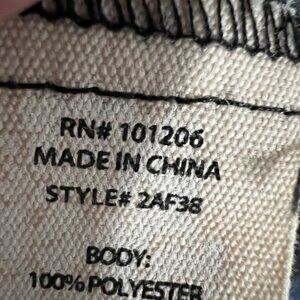 RN# 101206
MADE IN CHINA
STYLE# 2AF38
BODY:
100% POLYESTER